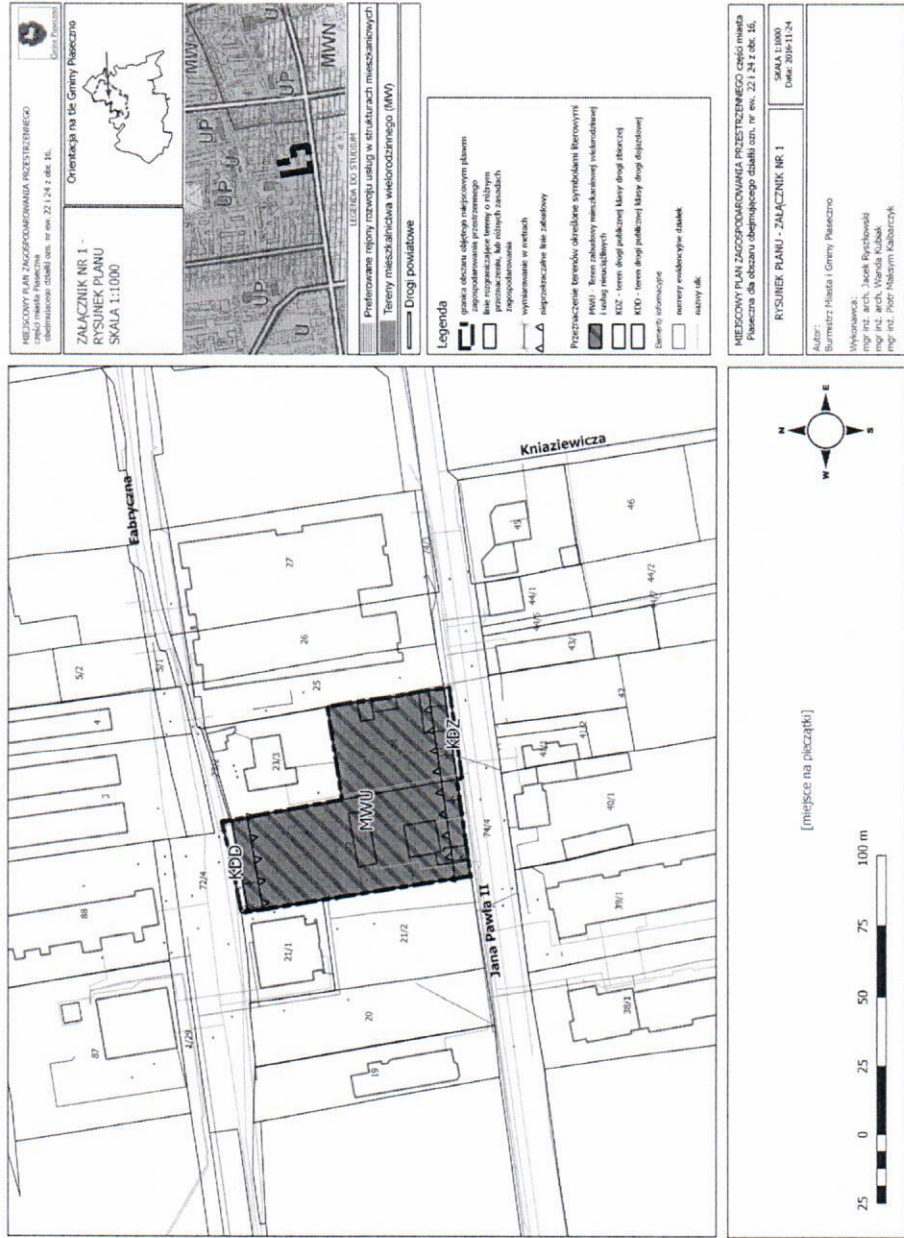 MIEJSCOWY PLAN ZAGOSPODAROWANIA PRZESTRZENNEGO
części miasta Piaseczna
obejmującego działki ozn. nr ew. 22 i 24 z obr. 16.
Gmina Piaseczno
ZAŁĄCZNIK NR 1 -
RYSUNEK PLANU
SKALA 1:1000
Orientacja na tle Gminy Piaseczno
MW
UP
UP
U
U
UP
UP
MWN
LEGENDA DO STUDIUM
Preferowane rejony rozwoju usług w strukturach mieszkaniowych
Tereny mieszkalnictwa wielorodzinnego (MW)
Drogi powiatowe
Legenda
granica obszaru objętego miejscowym planem
zagospodarowania przestrzennego
linie rozgraniczające tereny o różnym
przeznaczeniu, lub różnych zasadach
zagospodarowania
wymiarowanie w metrach
nieprzekraczalne linie zabudowy
Przeznaczenie terenów określane symbolami literowymi
MWU - Teren zabudowy mieszkaniowej wielorodzinnej
i usług nieuciążliwych
KDZ - teren drogi publicznej klasy drogi zbiorczej
KDD - teren drogi publicznej klasy drogi dojazdowej
Elementy informacyjne
numery ewidencyjne działek
nazwy ulic
MIEJSCOWY PLAN ZAGOSPODAROWANIA PRZESTRZENNEGO części miasta
Piaseczna dla obszaru obejmującego działki ozn. nr ew. 22 i 24 z obr. 16,
RYSUNEK PLANU - ZAŁĄCZNIK NR. 1
SKALA 1:1000
Data: 2016-11-24
Autor:
Burmistrz Miasta i Gminy Piaseczno
Wykonawca:
mgr inż. arch. Jacek Ryszkowski
mgr inż. arch. Wanda Kubiak
mgr inż. Piotr Maksym Kalbarczyk
Fabryczna
5/2
5/1
4
3
88
87
1/29
72/4
KDD
23/3
25
26
27
MWU
21/1
21/2
20
19
KDZ
74/4
Jana Pawła II
Kniaziewicza
45
46
44/1
44/2
44/5
43/1
42
41/2
40/1
39/1
38/1
[miejsce na pieczątki]
N
E
S
W
25 0 25 50 75 100 m